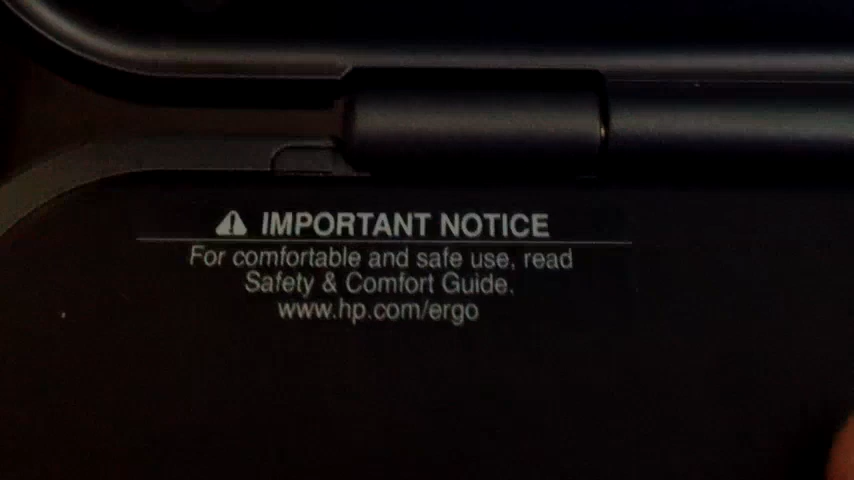 IMPORTANT NOTICE
For comfortable and safe use, read
Safety & Comfort Guide.
www.hp.com/ergo